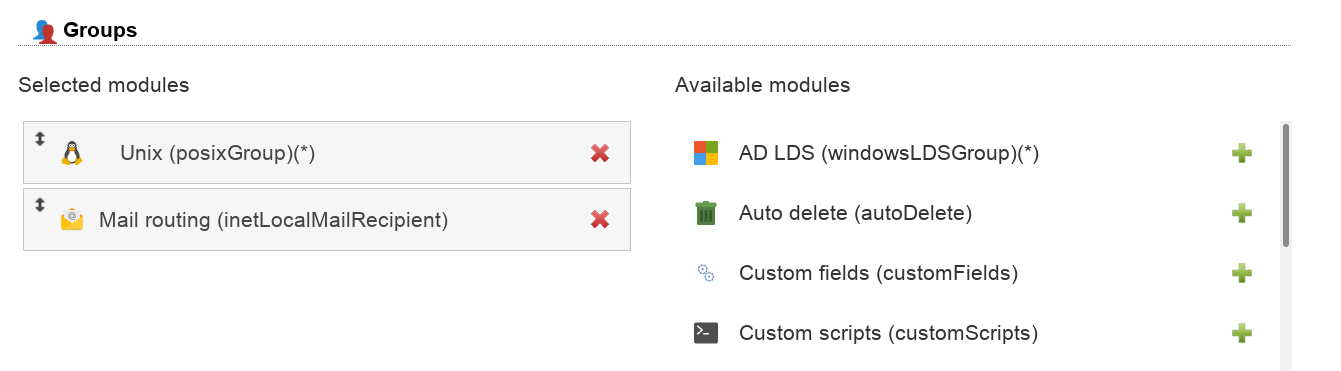 Groups
Selected modules
Available modules
Unix (posixGroup)(*)
Mail routing (inetLocalMailRecipient)
AD LDS (windowsLDSGroup)(*)
Auto delete (autoDelete)
Custom fields (customFields)
Custom scripts (customScripts)